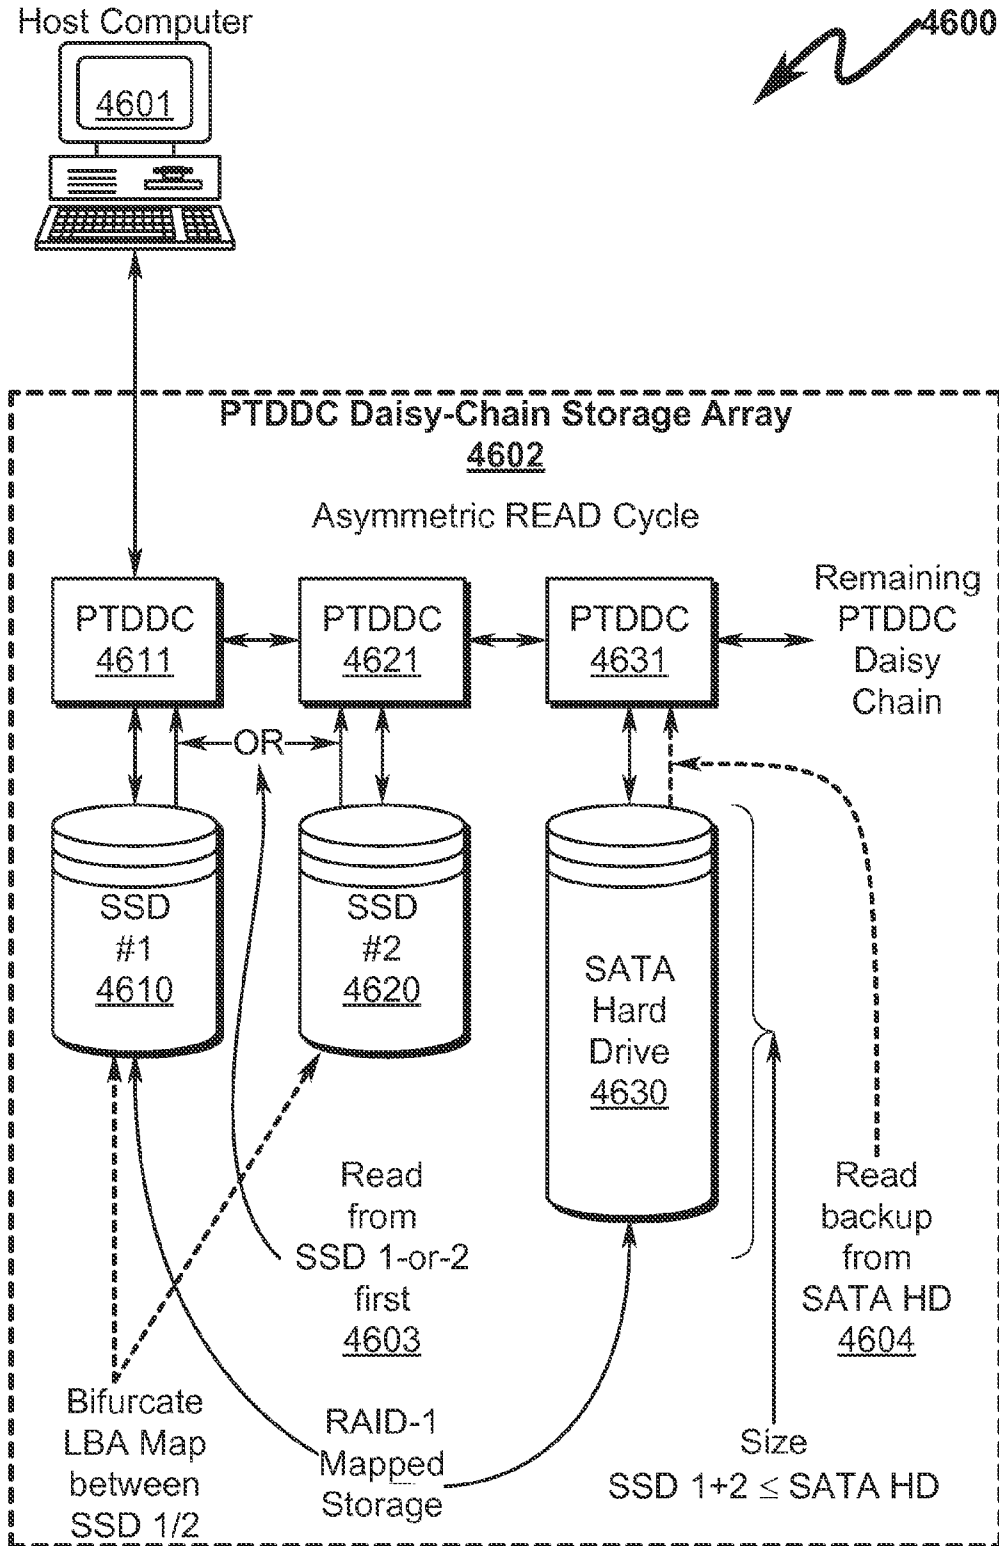 Host Computer
4600
4601
PTDDC Daisy-Chain Storage Array
4602
Asymmetric READ Cycle
PTDDC
4611
PTDDC
4621
PTDDC
4631
Remaining
PTDDC
Daisy
Chain
OR
SSD
#1
4610
SSD
#2
4620
SATA
Hard
Drive
4630
Read
from
SSD 1-or-2
first
4603
Read
backup
from
SATA HD
4604
Bifurcate
LBA Map
between
SSD 1/2
RAID-1
Mapped
Storage
Size
SSD 1+2 ≤ SATA HD